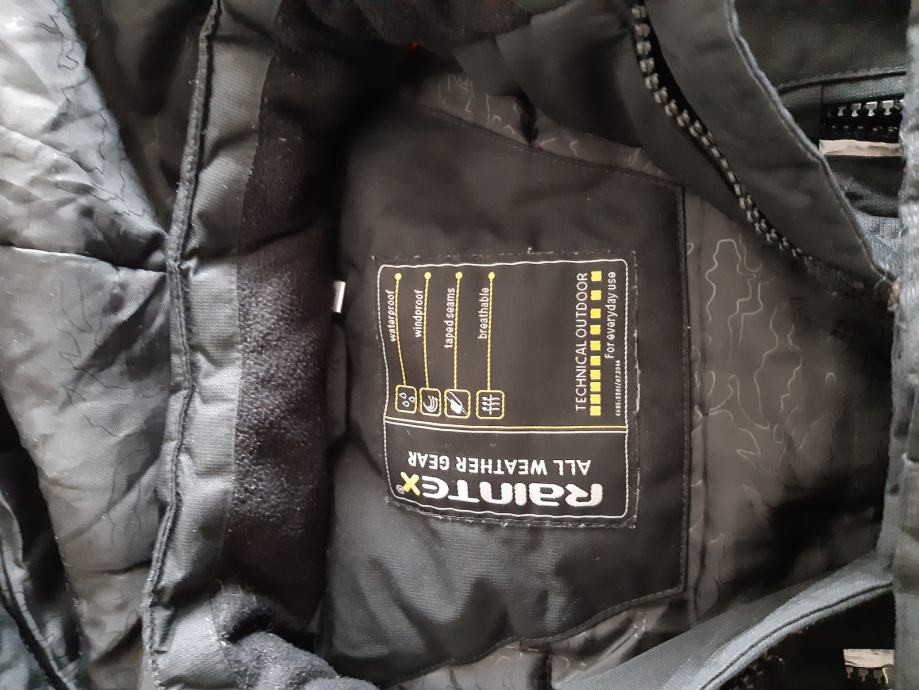 RainTex®
ALL WEATHER GEAR
waterproof
windproof
taped seams
breathable
TECHNICAL OUTDOOR
For everyday use